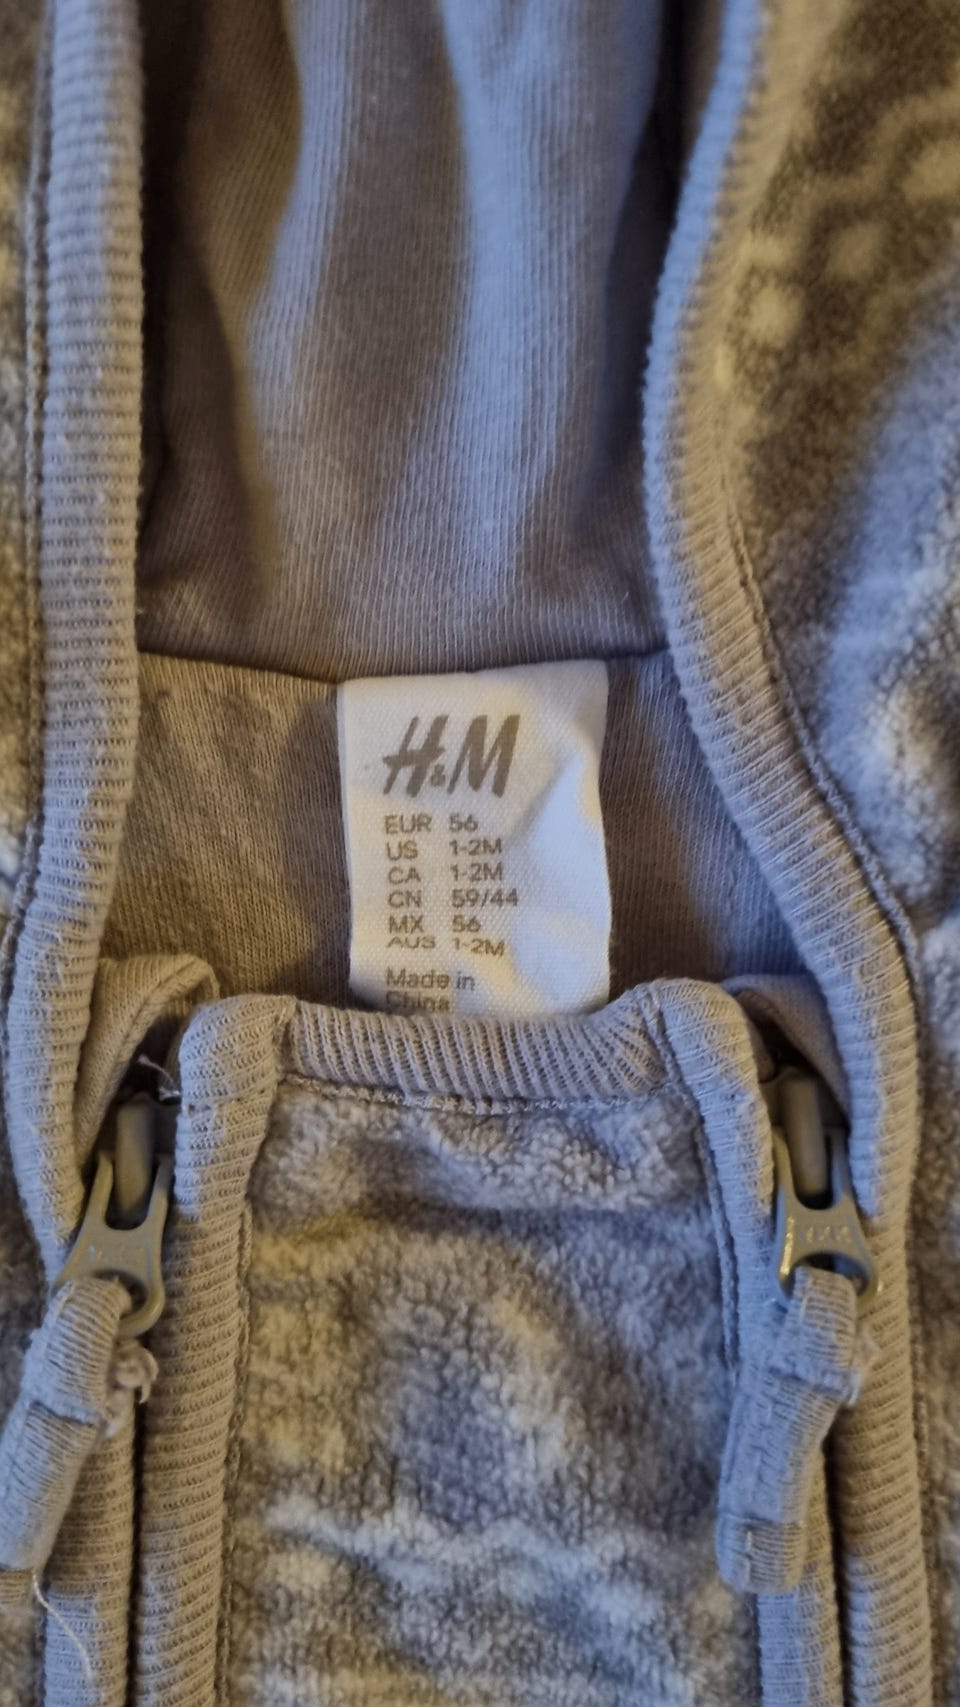 H&M
EUR 56
US 1-2M
CA 1-2M
CN 59/44
MX 56
AUS 1-2M
Made in
China